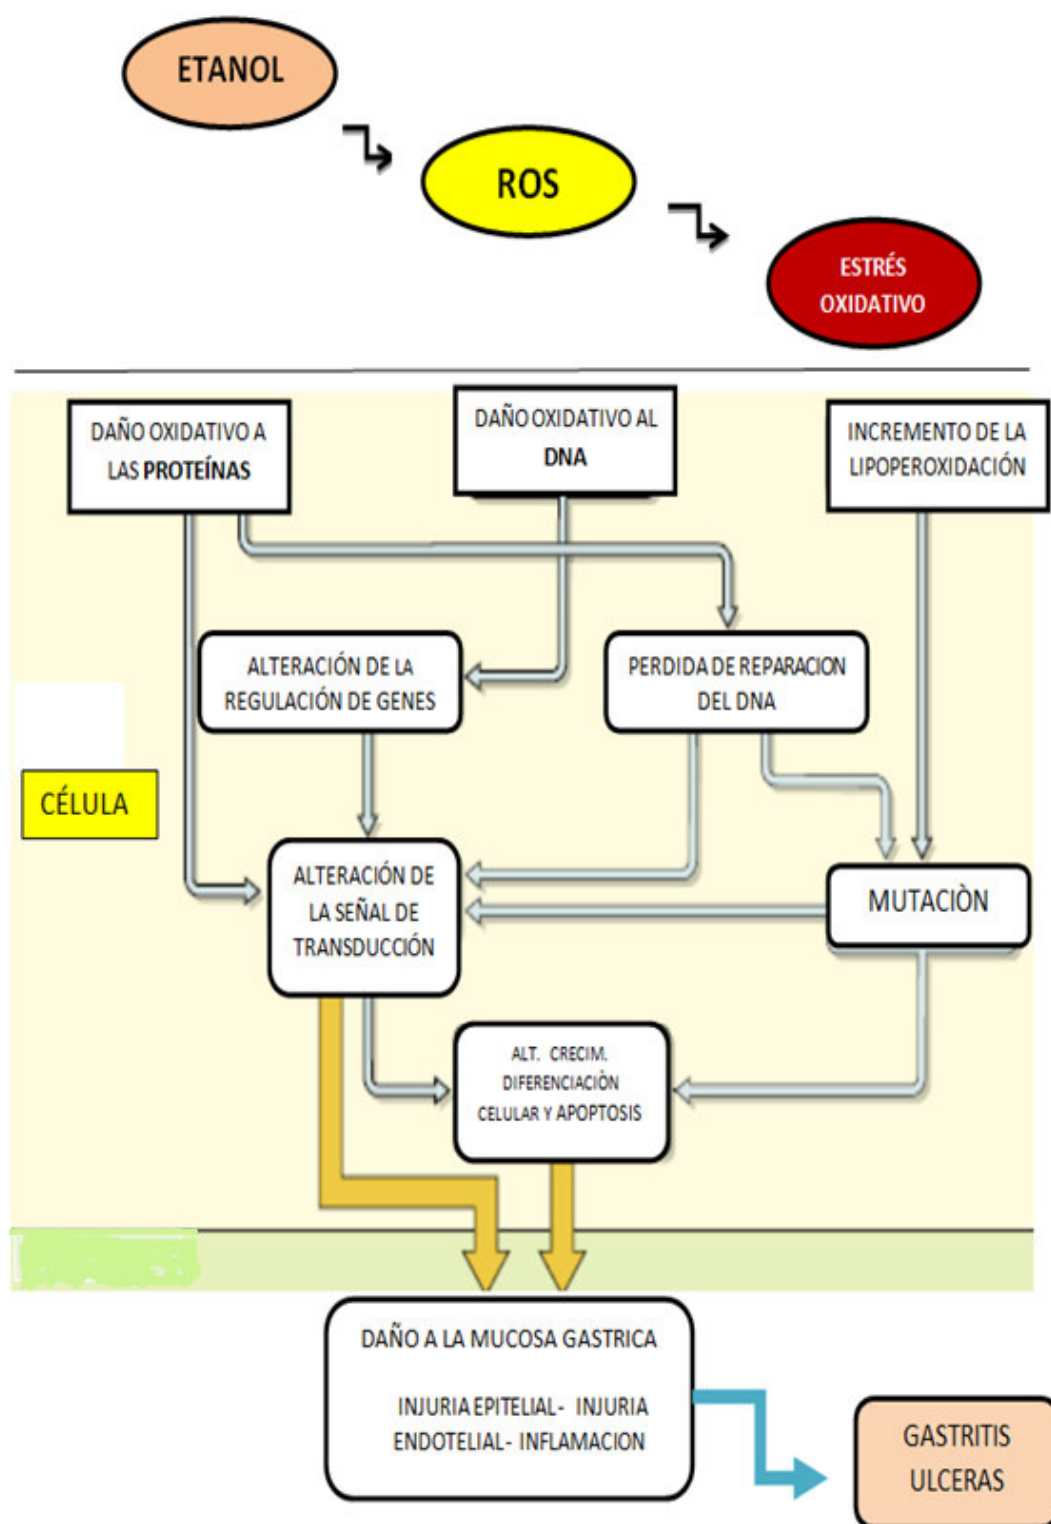 ETANOL
ROS
ESTRÉS
OXIDATIVO
DAÑO OXIDATIVO A
LAS PROTEÍNAS
DAÑO OXIDATIVO AL
DNA
INCREMENTO DE LA
LIPOPEROXIDACIÓN
ALTERACIÓN DE LA
REGULACIÓN DE GENES
PERDIDA DE REPARACION
DEL DNA
CÉLULA
ALTERACIÓN DE
LA SEÑAL DE
TRANSDUCCIÓN
MUTACIÒN
ALT. CRECIM.
DIFERENCIACIÒN
CELULAR Y APOPTOSIS
DAÑO A LA MUCOSA GASTRICA
INJURIA EPITELIAL- INJURIA
ENDOTELIAL- INFLAMACION
GASTRITIS
ULCERAS